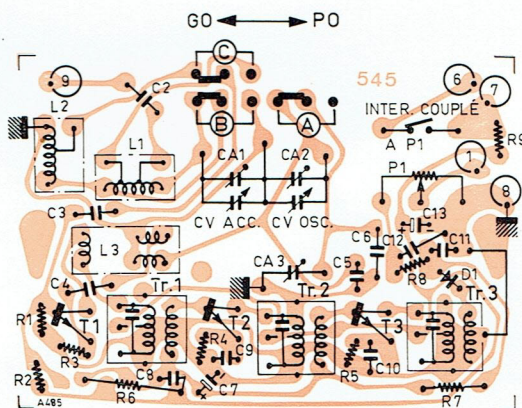 GO PO
C
9 C2 545 6 7
L2 INTER. COUPLÉ
B A A P1 R9
L1 CA1 CA2 P1 1
8
C3 CV ACC. CV OSC. C13
C6 C12 C11
L3 CA3 C5 R8 D1
C4 Tr.1 Tr.2 Tr.3
R1 T1 T2 T3
R3 R4 C9 R5 C10
R2 C8 C7 R7
A485 R6